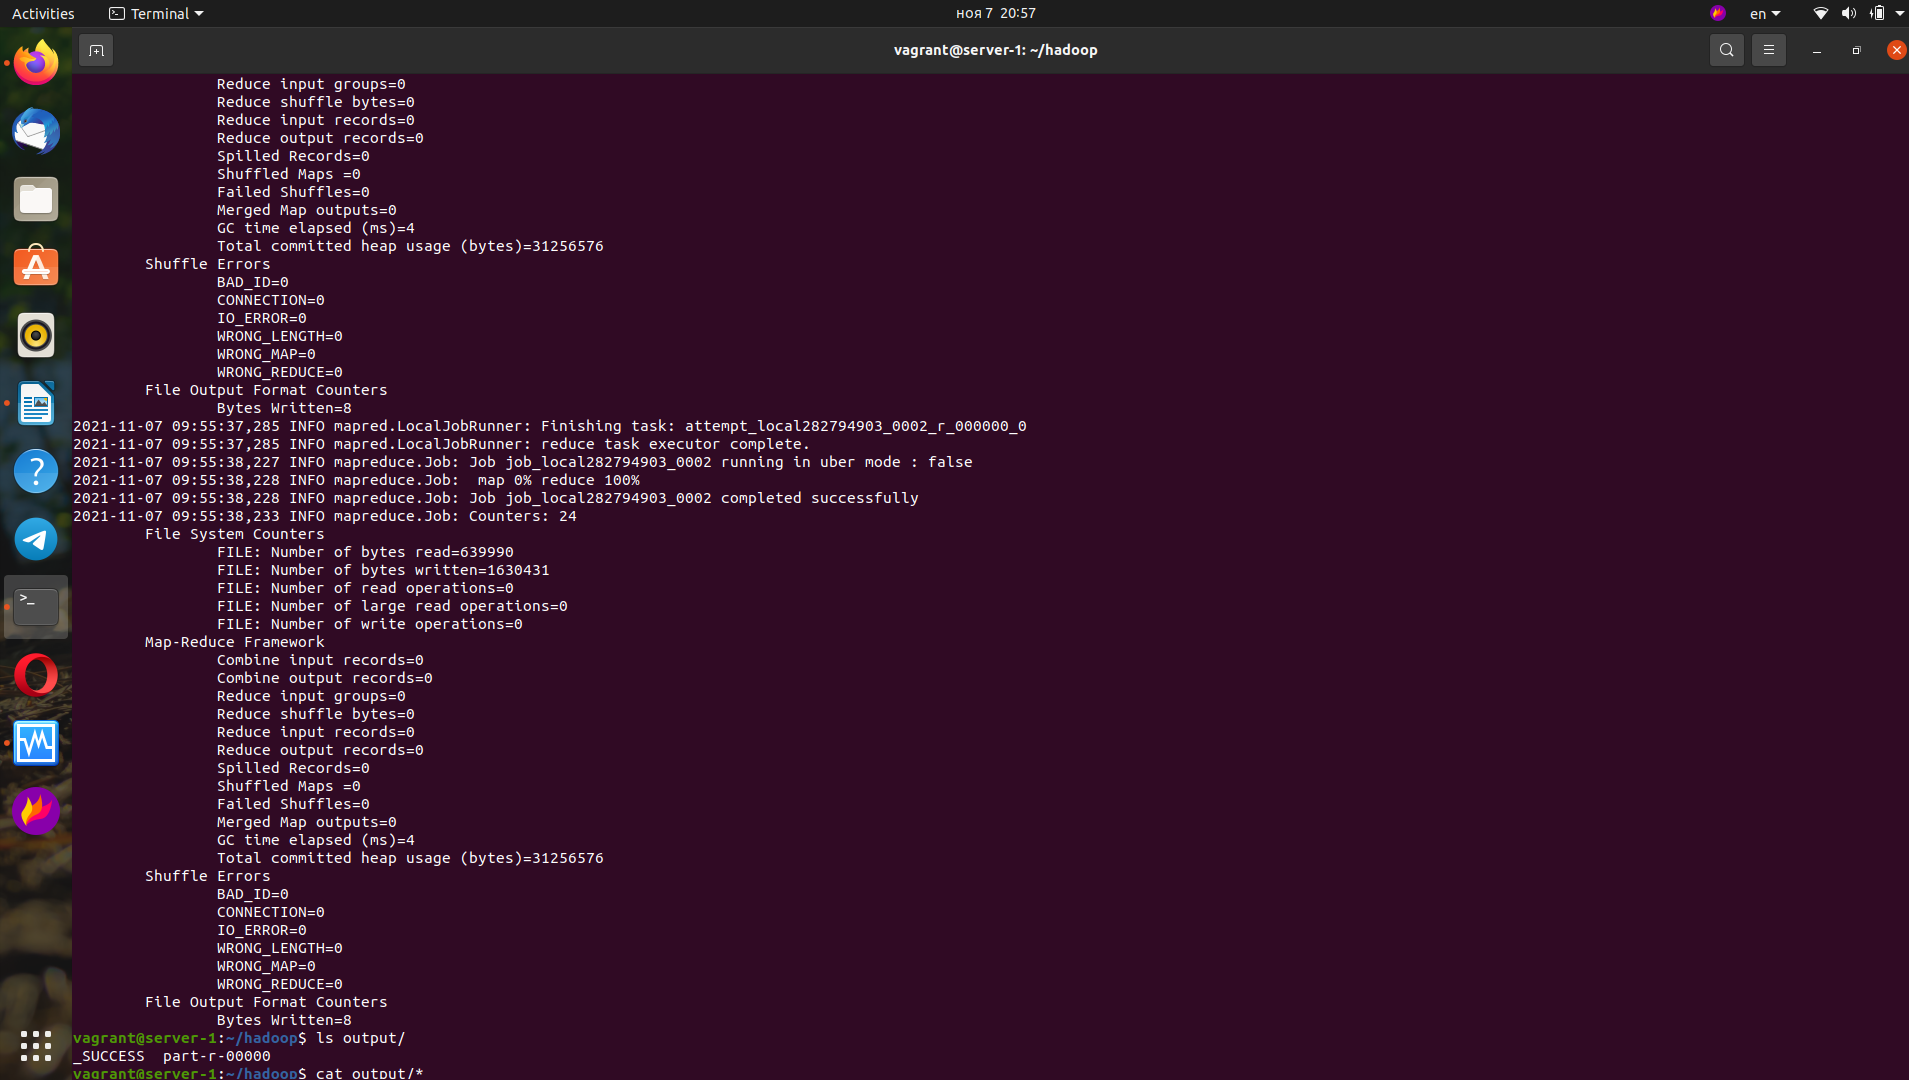 Activities
Terminal
ноя 7 20:57
en
vagrant@server-1: ~/hadoop
Reduce input groups=0
Reduce shuffle bytes=0
Reduce input records=0
Reduce output records=0
Spilled Records=0
Shuffled Maps =0
Failed Shuffles=0
Merged Map outputs=0
GC time elapsed (ms)=4
Total committed heap usage (bytes)=31256576
Shuffle Errors
BAD_ID=0
CONNECTION=0
IO_ERROR=0
WRONG_LENGTH=0
WRONG_MAP=0
WRONG_REDUCE=0
File Output Format Counters
Bytes Written=8
2021-11-07 09:55:37,285 INFO mapred.LocalJobRunner: Finishing task: attempt_local282794903_0002_r_000000_0
2021-11-07 09:55:37,285 INFO mapred.LocalJobRunner: reduce task executor complete.
2021-11-07 09:55:38,227 INFO mapreduce.Job: Job job_local282794903_0002 running in uber mode : false
2021-11-07 09:55:38,228 INFO mapreduce.Job:  map 0% reduce 100%
2021-11-07 09:55:38,228 INFO mapreduce.Job: Job job_local282794903_0002 completed successfully
2021-11-07 09:55:38,233 INFO mapreduce.Job: Counters: 24
File System Counters
FILE: Number of bytes read=639990
FILE: Number of bytes written=1630431
FILE: Number of read operations=0
FILE: Number of large read operations=0
FILE: Number of write operations=0
Map-Reduce Framework
Combine input records=0
Combine output records=0
Reduce input groups=0
Reduce shuffle bytes=0
Reduce input records=0
Reduce output records=0
Spilled Records=0
Shuffled Maps =0
Failed Shuffles=0
Merged Map outputs=0
GC time elapsed (ms)=4
Total committed heap usage (bytes)=31256576
Shuffle Errors
BAD_ID=0
CONNECTION=0
IO_ERROR=0
WRONG_LENGTH=0
WRONG_MAP=0
WRONG_REDUCE=0
File Output Format Counters
Bytes Written=8
vagrant@server-1:~/hadoop$ ls output/
_SUCCESS  part-r-00000
vagrant@server-1:~/hadoop$ cat output/*